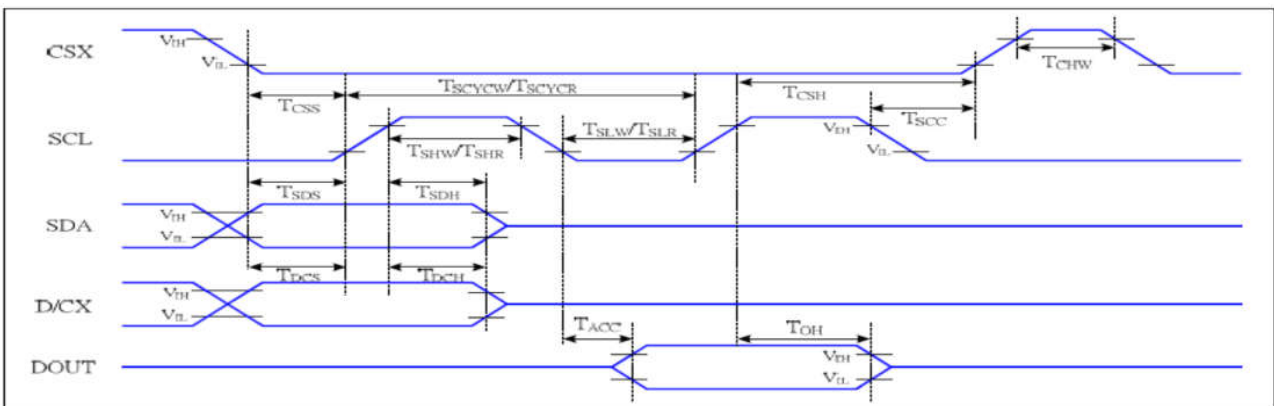 CSX
VIH
VIL
TCSS
TSCYCW/TSCYCR
TCSH
TCHW
TSCC
SCL
TSHW/TSHR
TSLW/TSLR
VIH
VIL
SDA
VIH
VIL
TSDS
TSDH
D/CX
VIH
VIL
TDCS
TDCH
DOUT
TACC
TOH
VIH
VIL